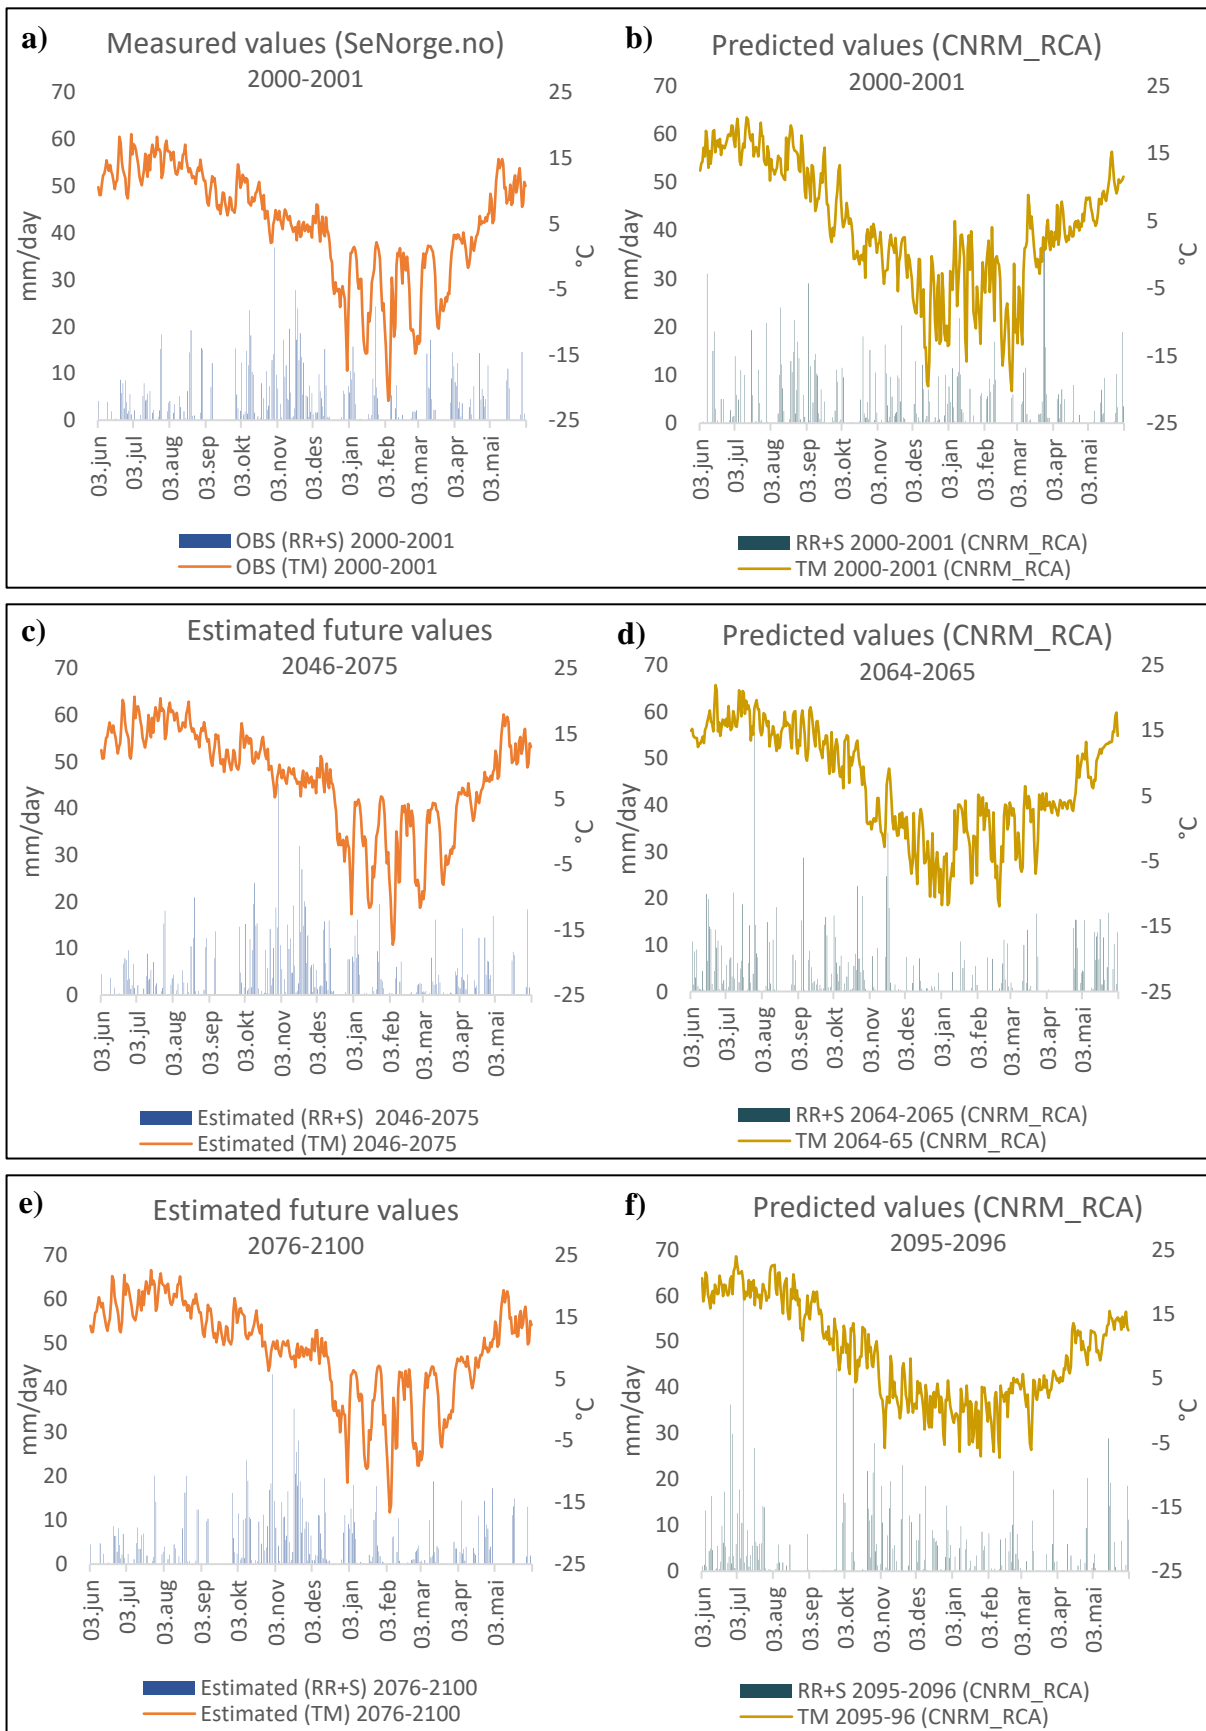 a)
Measured values (SeNorge.no)
2000-2001
mm/day
°C
70
60
50
40
30
20
10
0
25
15
5
-5
-15
-25
03.jun
03.jul
03.aug
03.sep
03.okt
03.nov
03.des
03.jan
03.feb
03.mar
03.apr
03.mai
OBS (RR+S) 2000-2001
OBS (TM) 2000-2001
b)
Predicted values (CNRM_RCA)
2000-2001
mm/day
°C
70
60
50
40
30
20
10
0
25
15
5
-5
-15
-25
03.jun
03.jul
03.aug
03.sep
03.okt
03.nov
03.des
03.jan
03.feb
03.mar
03.apr
03.mai
RR+S 2000-2001 (CNRM_RCA)
TM 2000-2001 (CNRM_RCA)
c)
Estimated future values
2046-2075
mm/day
°C
70
60
50
40
30
20
10
0
25
15
5
-5
-15
-25
03.jun
03.jul
03.aug
03.sep
03.okt
03.nov
03.des
03.jan
03.feb
03.mar
03.apr
03.mai
Estimated (RR+S) 2046-2075
Estimated (TM) 2046-2075
d)
Predicted values (CNRM_RCA)
2064-2065
mm/day
°C
70
60
50
40
30
20
10
0
25
15
5
-5
-15
-25
03.jun
03.jul
03.aug
03.sep
03.okt
03.nov
03.des
03.jan
03.feb
03.mar
03.apr
03.mai
RR+S 2064-2065 (CNRM_RCA)
TM 2064-65 (CNRM_RCA)
e)
Estimated future values
2076-2100
mm/day
°C
70
60
50
40
30
20
10
0
25
15
5
-5
-15
-25
03.jun
03.jul
03.aug
03.sep
03.okt
03.nov
03.des
03.jan
03.feb
03.mar
03.apr
03.mai
Estimated (RR+S) 2076-2100
Estimated (TM) 2076-2100
f)
Predicted values (CNRM_RCA)
2095-2096
mm/day
°C
70
60
50
40
30
20
10
0
25
15
5
-5
-15
-25
03.jun
03.jul
03.aug
03.sep
03.okt
03.nov
03.des
03.jan
03.feb
03.mar
03.apr
03.mai
RR+S 2095-2096 (CNRM_RCA)
TM 2095-96 (CNRM_RCA)